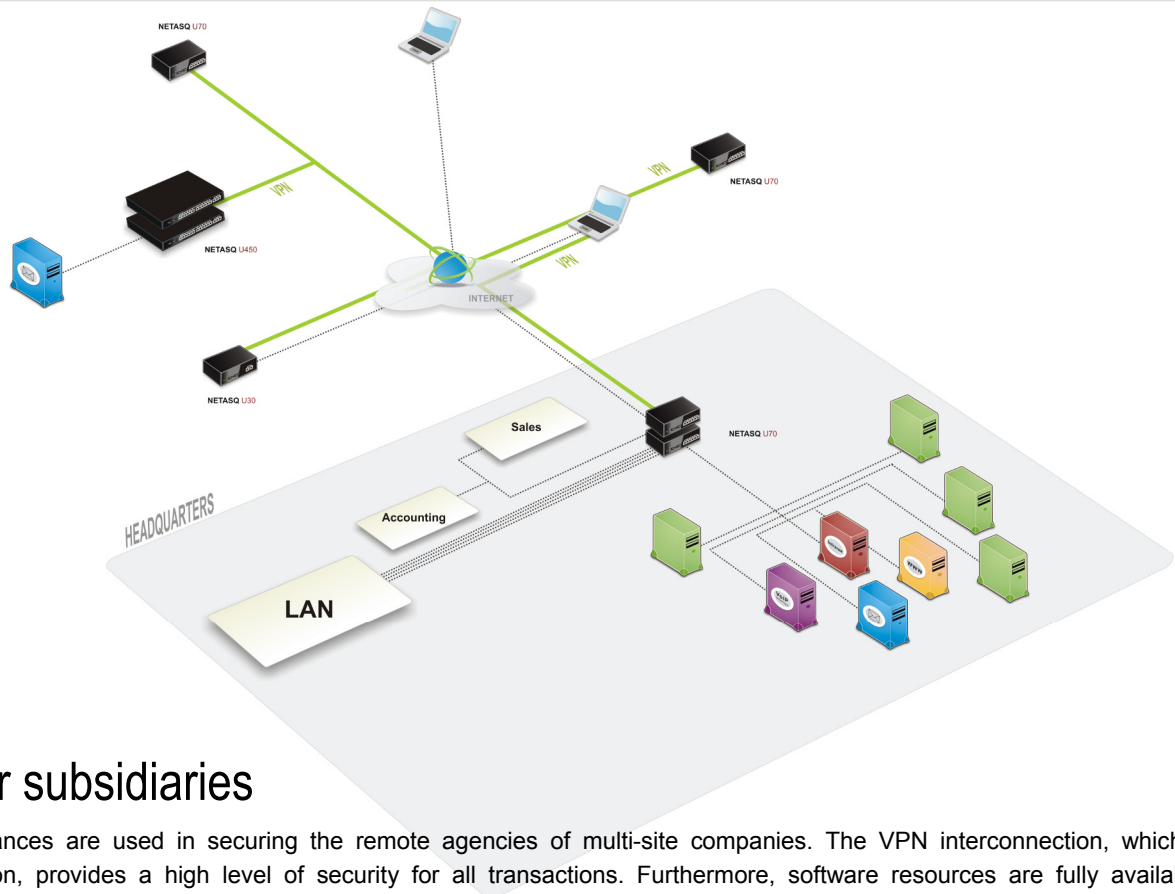 NETASQ U70
VPN
NETASQ U450
VPN
NETASQ U70
VPN
INTERNET
NETASQ U30
HEADQUARTERS
Sales
NETASQ U70
Accounting
LAN
WWW
VoIP
r subsidiaries
ances are used in securing the remote agencies of multi-site companies. The VPN interconnection, which
on, provides a high level of security for all transactions. Furthermore, software resources are fully availa